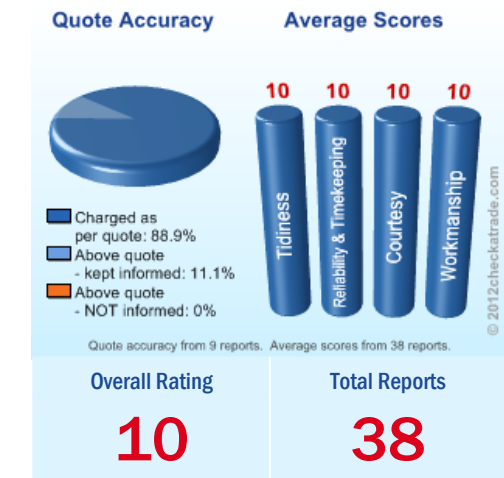 Quote Accuracy
Average Scores
10 10 10 10
Tidiness
Reliability & Timekeeping
Courtesy
Workmanship
Charged as
per quote: 88.9%
Above quote
- kept informed: 11.1%
Above quote
- NOT informed: 0%
© 2012checkatrade.com
Quote accuracy from 9 reports. Average scores from 38 reports.
Overall Rating
10
Total Reports
38